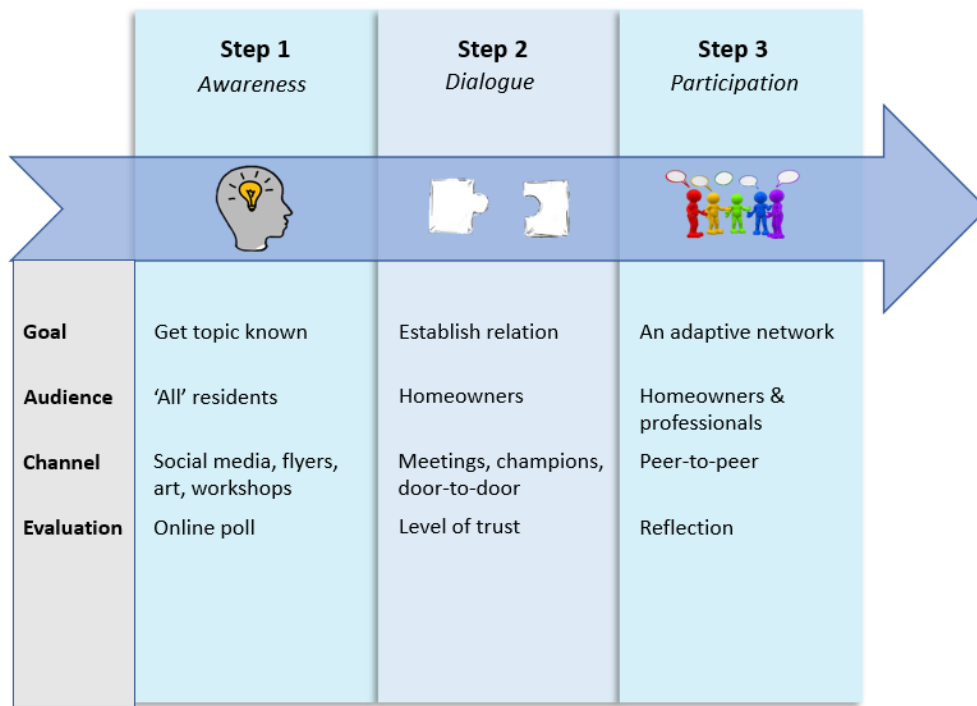 Step 1
Awareness
Step 2
Dialogue
Step 3
Participation
Goal
Get topic known
Establish relation
An adaptive network
Audience
‘All’ residents
Homeowners
Homeowners &
professionals
Channel
Social media, flyers,
art, workshops
Meetings, champions,
door-to-door
Peer-to-peer
Evaluation
Online poll
Level of trust
Reflection